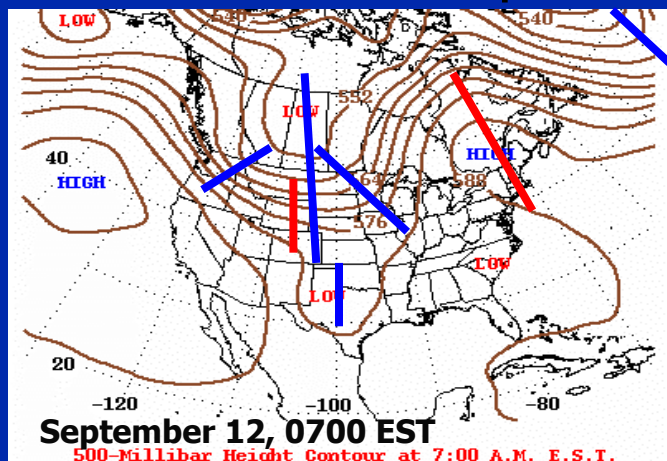 LOW
540
540
LOW
552
40
HIGH
HIGH
588
64
576
LOW
LOW
20
-120
-100
-80
September 12, 0700 EST
500-Millibar Height Contour at 7:00 A.M. E.S.T.